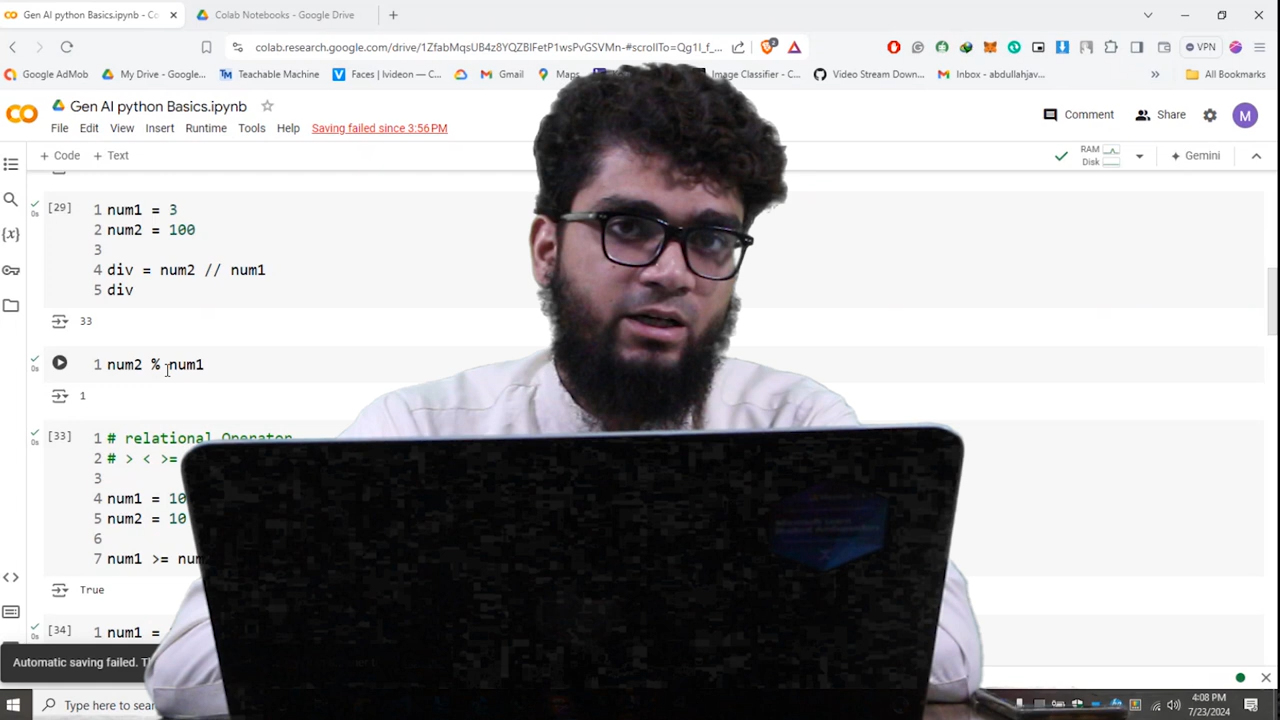 Gen AI python Basics.ipynb - Co
Colab Notebooks - Google Drive
colab.research.google.com/drive/1ZfabMqsUB4z8YQZBIFetP1wsPvGSVMn-#scrollTo=Qg1I_f_...
VPN
Google AdMob
My Drive - Google...
Teachable Machine
Faces | Ivideon — C...
Gmail
Maps
Image Classifier - C...
Video Stream Down...
Inbox - abdullahjav...
All Bookmarks
Gen AI python Basics.ipynb
Comment
Share
M
File Edit View Insert Runtime Tools Help Saving failed since 3:56 PM
+ Code + Text
RAM
Disk
Gemini
[29]
1 num1 = 3
2 num2 = 100
3
4 div = num2 // num1
5 div
33
1 num2 % num1
1
[33]
1 # relational Operator
2 # > < >=
3
4 num1 = 10
5 num2 = 10
6
7 num1 >= num
True
[34]
1 num1 =
Automatic saving failed.
Type here to sear
4:08 PM
7/23/2024